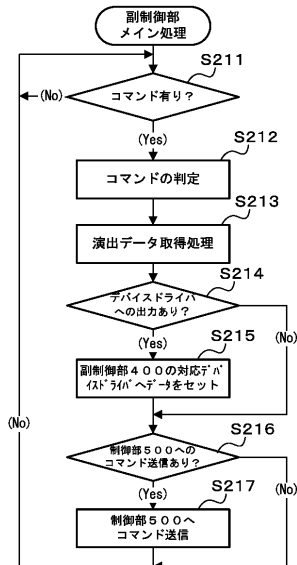 副制御部
メイン処理
S211
コマンド有り?
(No)
(Yes)
S212
コマンドの判定
S213
演出データ取得処理
S214
デバイスドライバ
への出力あり?
(Yes)
(No)
S215
副制御部400の対応デバ
イスドライバへデータをセット
(No)
S216
制御部500への
コマンド送信あり?
(Yes)
(No)
S217
制御部500へ
コマンド送信